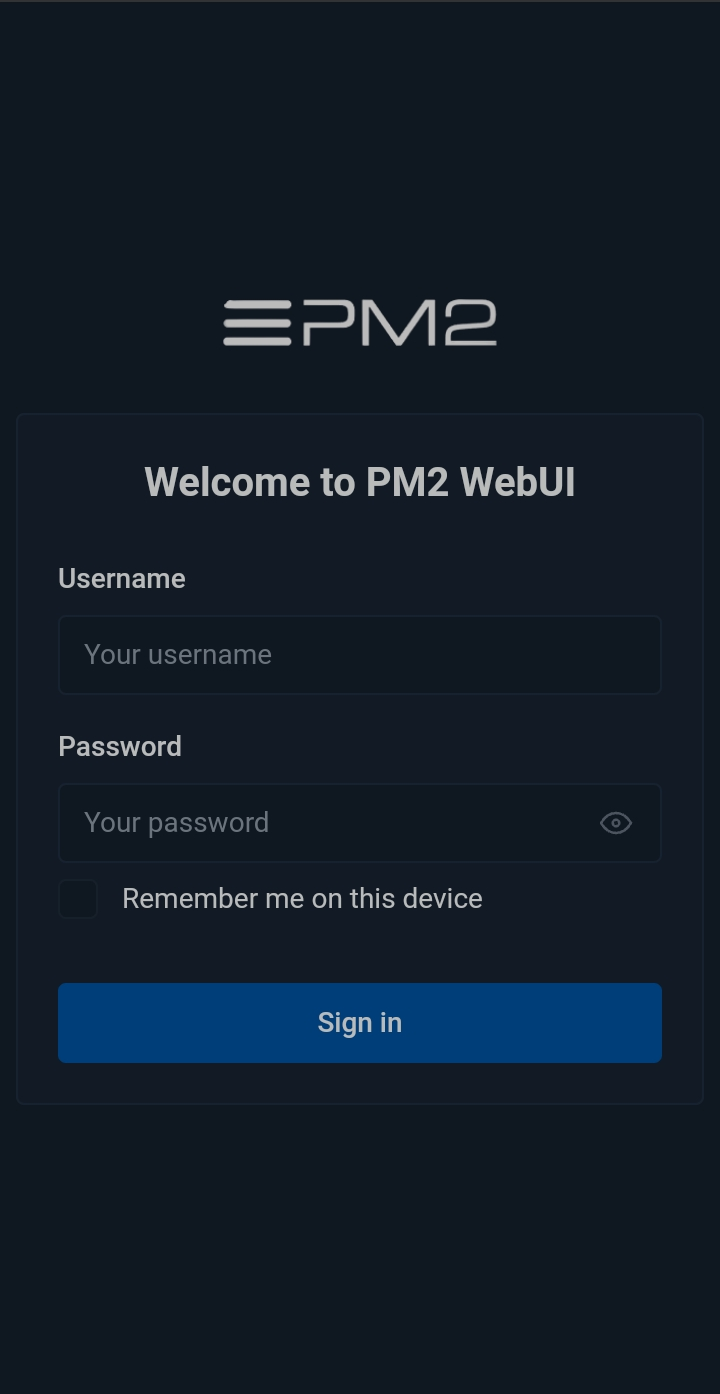 PM2
Welcome to PM2 WebUI
Username
Your username
Password
Your password
Remember me on this device
Sign in